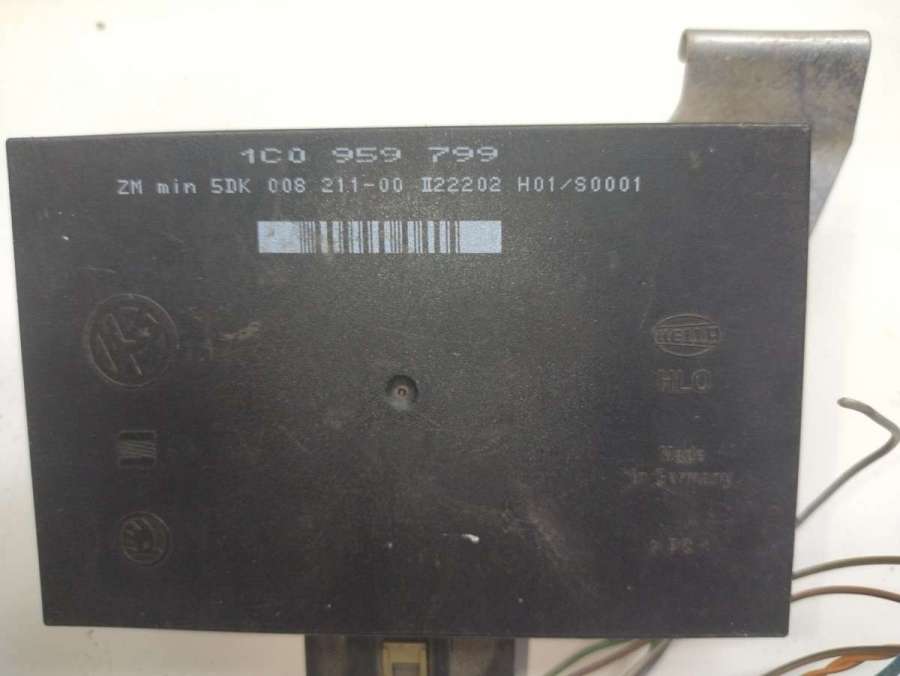 1C0 959 799
ZM min 5DK 008 211-00 II22202 H01/S0001
HELLA
HLO
Made
in Germany